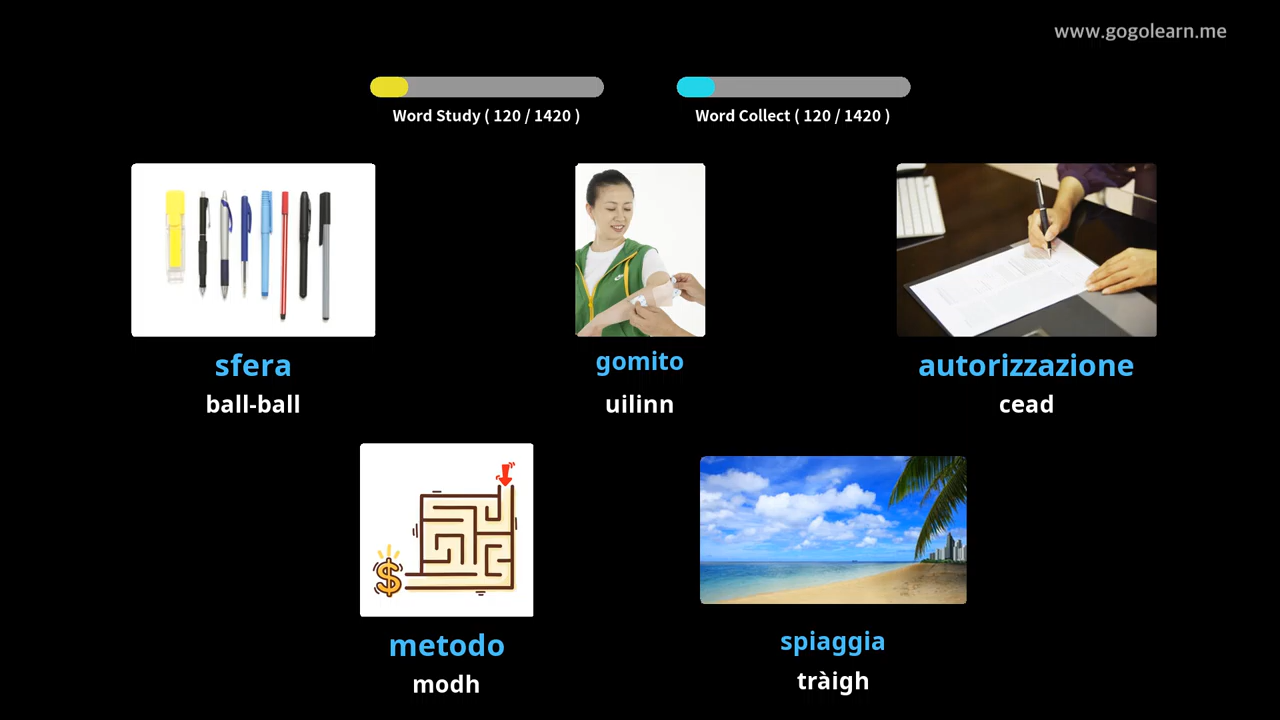 www.gogolearn.me
Word Study ( 120 / 1420 )
Word Collect ( 120 / 1420 )
sfera
ball-ball
gomito
uilinn
autorizzazione
cead
metodo
modh
spiaggia
tràigh